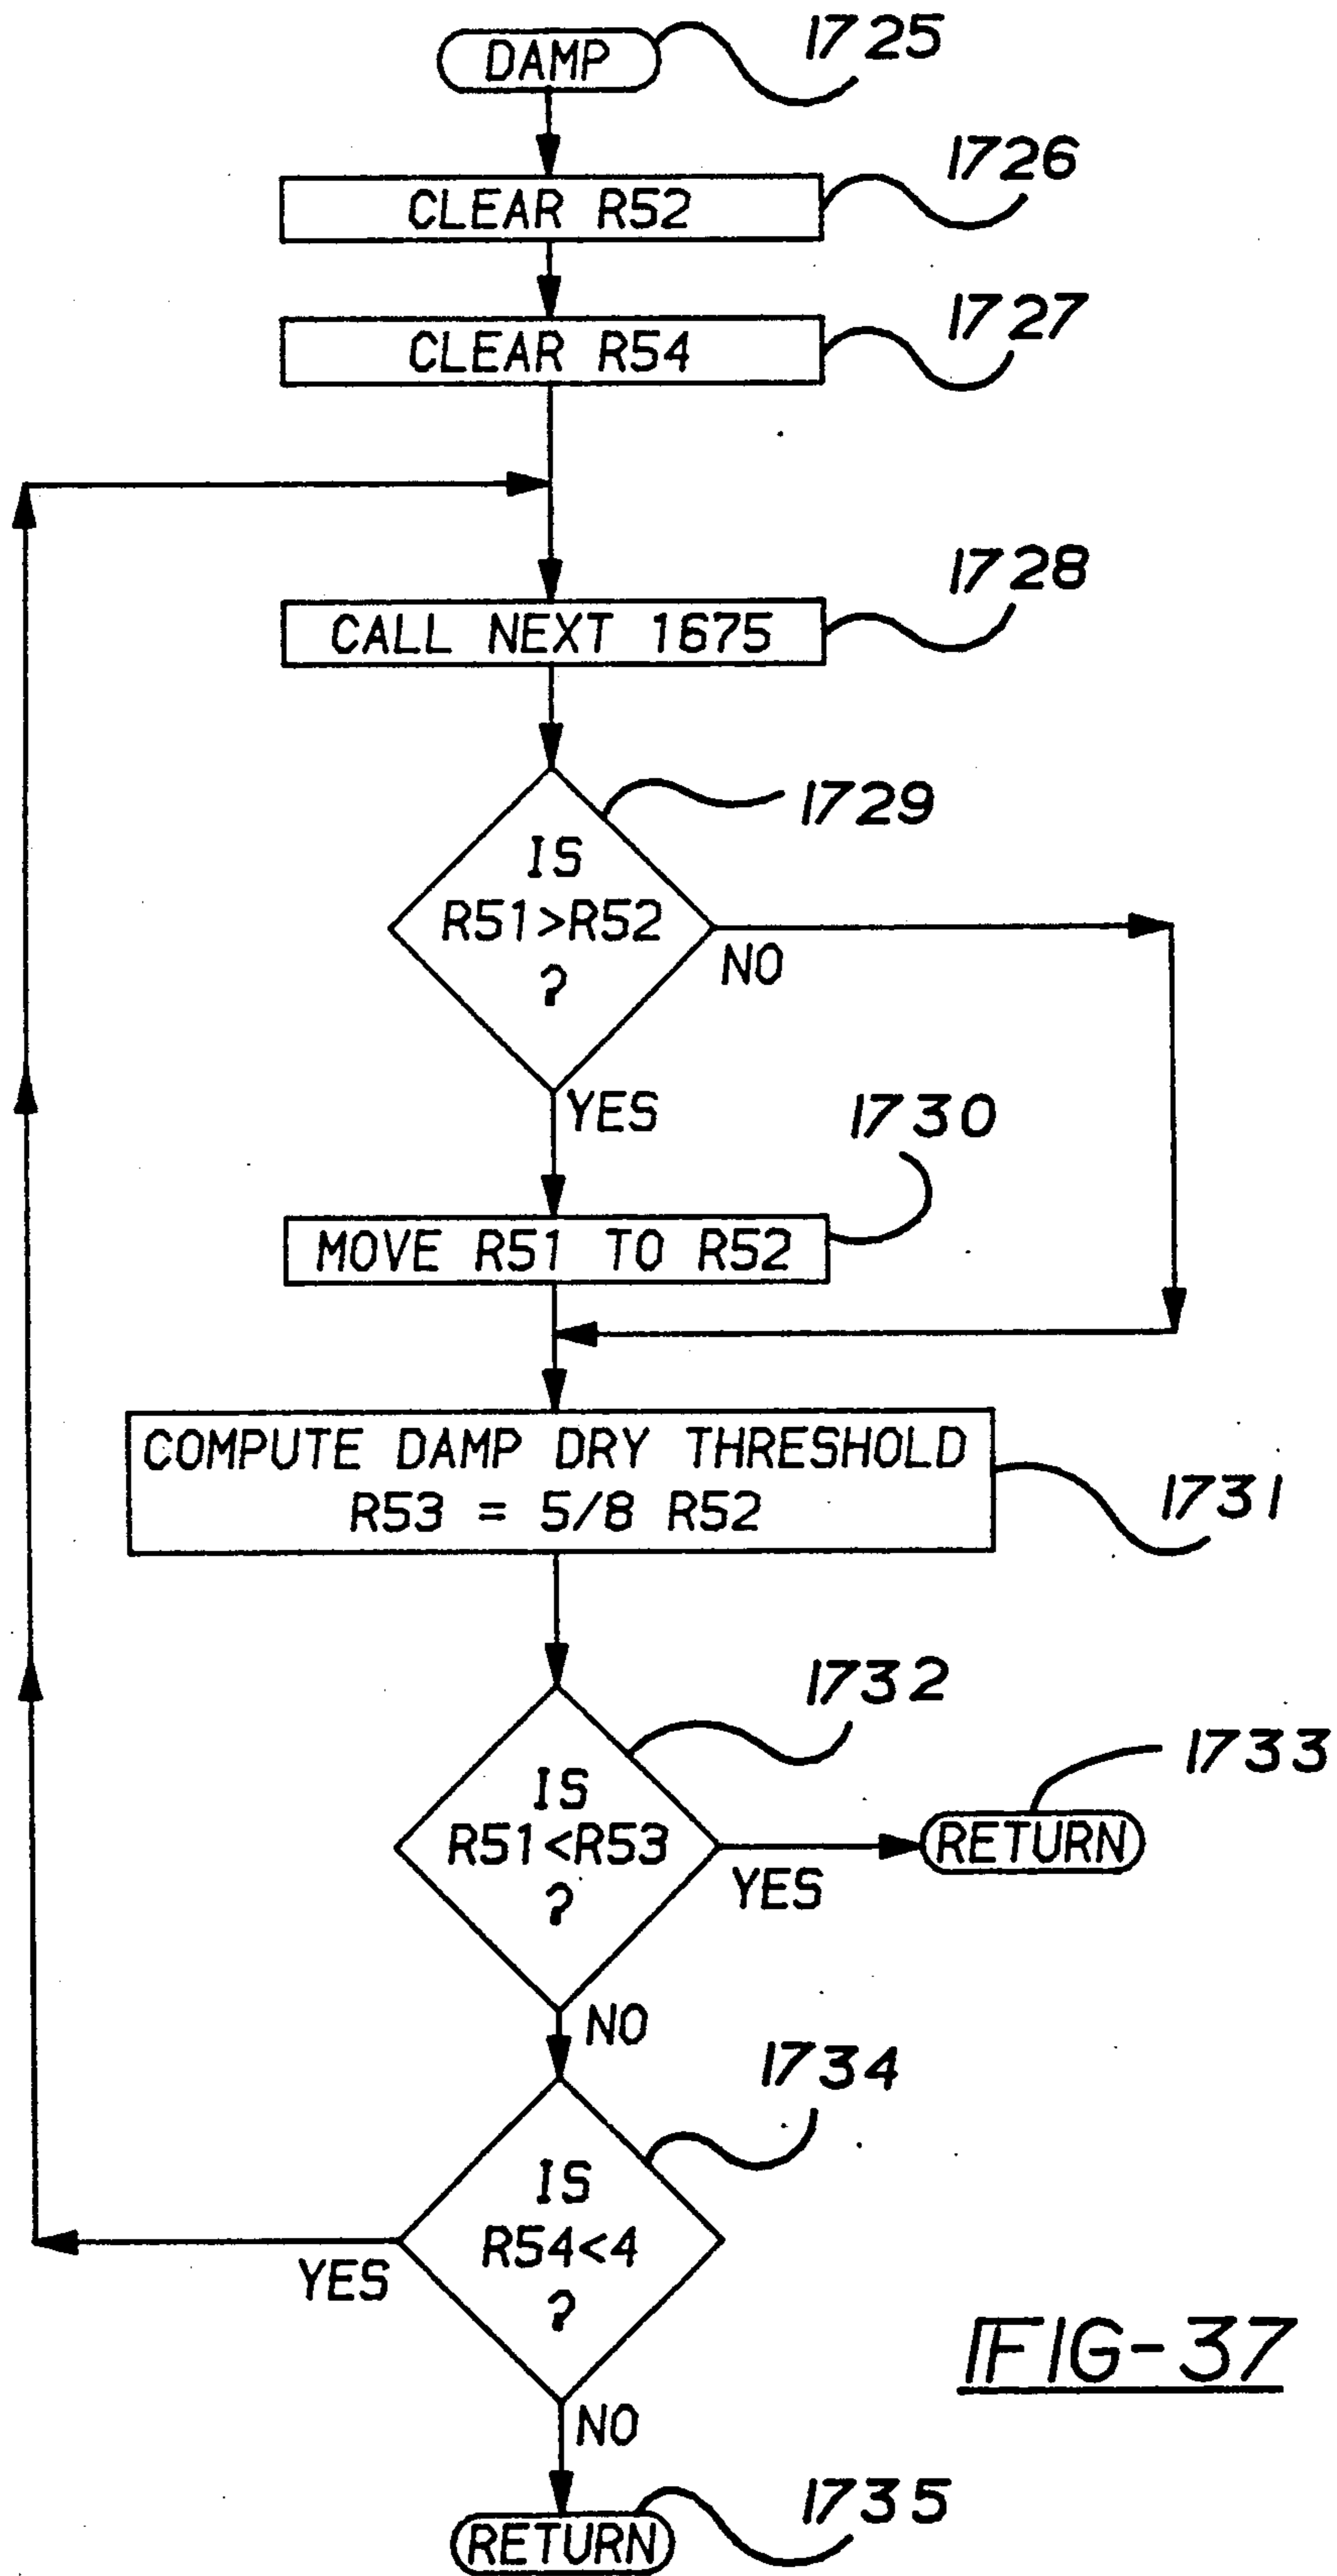 DAMP
1725
CLEAR R52
1726
CLEAR R54
1727
CALL NEXT 1675
1728
1729
IS
R51>R52
?
NO
YES
1730
MOVE R51 TO R52
COMPUTE DAMP DRY THRESHOLD
R53 = 5/8 R52
1731
1732
IS
R51<R53
?
YES
1733
RETURN
NO
1734
IS
R54<4
?
YES
NO
FIG-37
1735
RETURN